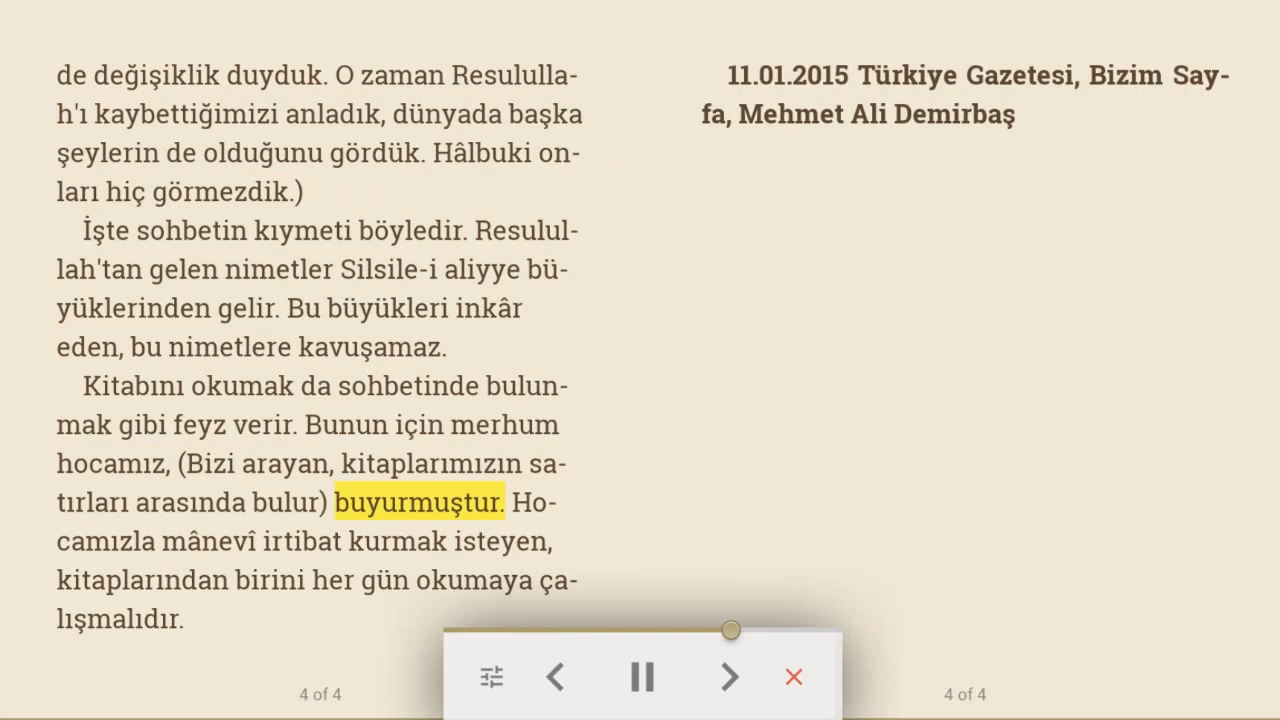 de değişiklik duyduk. O zaman Resululla-
h'ı kaybettiğimizi anladık, dünyada başka
şeylerin de olduğunu gördük. Hâlbuki on-
ları hiç görmezdik.)
İşte sohbetin kıymeti böyledir. Resulul-
lah'tan gelen nimetler Silsile-i aliyye bü-
yüklerinden gelir. Bu büyükleri inkâr
eden, bu nimetlere kavuşamaz.
Kitabını okumak da sohbetinde bulun-
mak gibi feyz verir. Bunun için merhum
hocamız, (Bizi arayan, kitaplarımızın sa-
tırları arasında bulur) buyurmuştur. Ho-
camızla mânevî irtibat kurmak isteyen,
kitaplarından birini her gün okumaya ça-
lışmalıdır.
4 of 4
11.01.2015 Türkiye Gazetesi, Bizim Say-
fa, Mehmet Ali Demirbaş
4 of 4